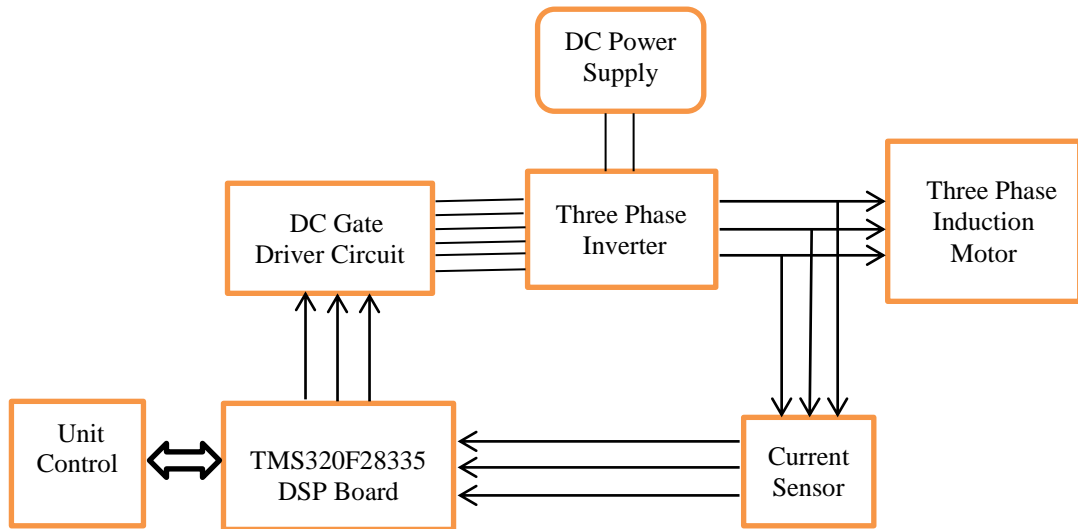 DC Power
Supply
DC Gate
Driver Circuit
Three Phase
Inverter
Three Phase
Induction
Motor
Unit
Control
TMS320F28335
DSP Board
Current
Sensor